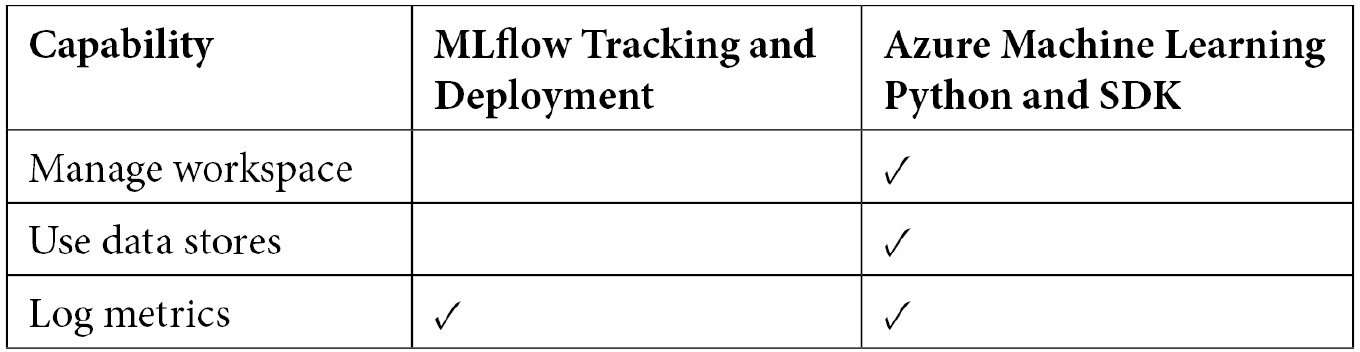 Capability
MLflow Tracking and
Deployment
Azure Machine Learning
Python and SDK
Manage workspace ✓
Use data stores ✓
Log metrics ✓ ✓